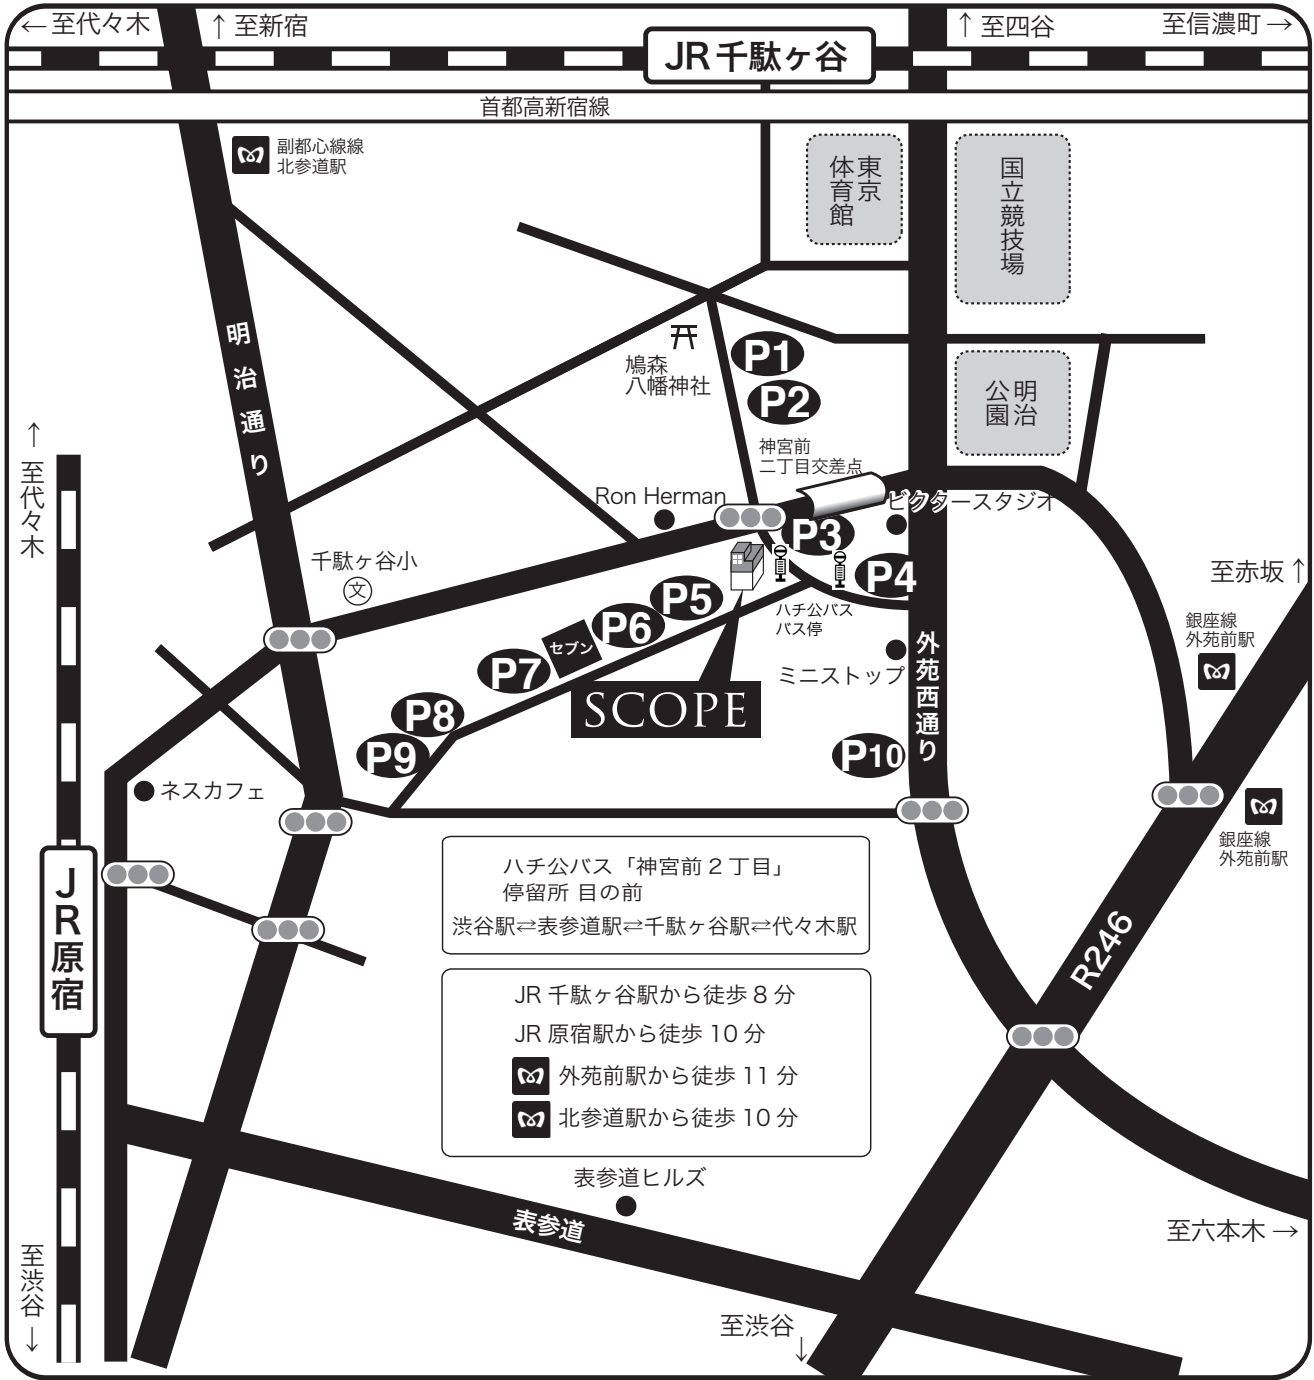 ←至代々木
↑至新宿
↑至四谷
至信濃町→
JR千駄ヶ谷
首都高新宿線
副都心線線
北参道駅
東京
体育館
国立競技場
明治通り
鳩森
八幡神社
P1
P2
明治
公園
神宮前
二丁目交差点
↑至代々木
Ron Herman
ビクタースタジオ
P3
千駄ヶ谷小
文
P4
至赤坂↑
P5
ハチ公バス
バス停
銀座線
外苑前駅
P6
セブン
P7
ミニストップ
外苑西通り
SCOPE
P8
P9
P10
ネスカフェ
銀座線
外苑前駅
JR原宿
ハチ公バス「神宮前2丁目」
停留所 目の前
渋谷駅⇄表参道駅⇄千駄ヶ谷駅⇄代々木駅
R246
JR 千駄ヶ谷駅から徒歩 8 分
JR 原宿駅から徒歩 10 分
外苑前駅から徒歩 11 分
北参道駅から徒歩 10 分
表参道ヒルズ
表参道
至六本木→
至渋谷↓
至渋谷↓